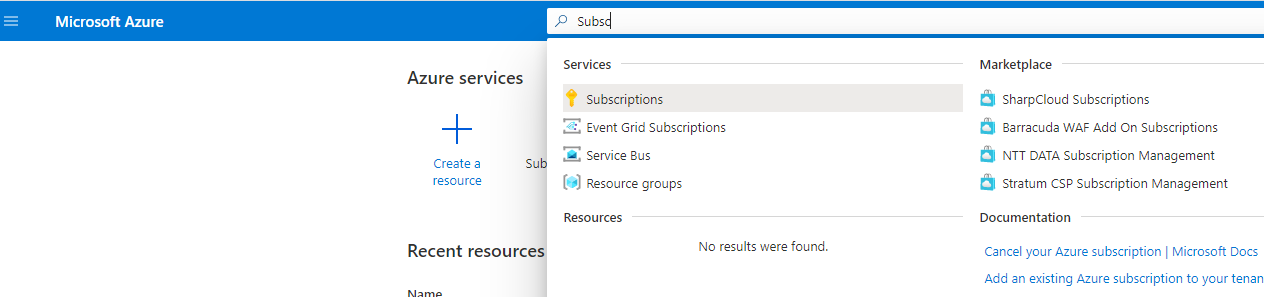 Microsoft Azure
Subsc
Azure services
Create a
resource
Sub
Recent resources
Name
Services
Subscriptions
Event Grid Subscriptions
Service Bus
Resource groups
Resources
No results were found.
Marketplace
SharpCloud Subscriptions
Barracuda WAF Add On Subscriptions
NTT DATA Subscription Management
Stratum CSP Subscription Management
Documentation
Cancel your Azure subscription | Microsoft Docs
Add an existing Azure subscription to your tenan